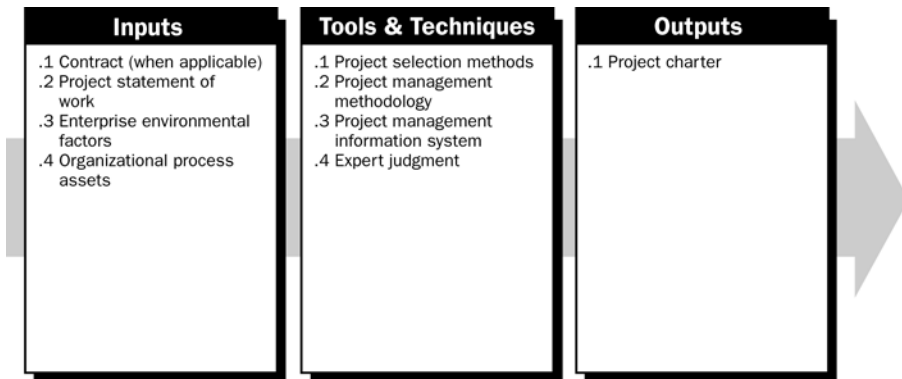 Inputs
.1 Contract (when applicable)
.2 Project statement of
work
.3 Enterprise environmental
factors
.4 Organizational process
assets
Tools & Techniques
.1 Project selection methods
.2 Project management
methodology
.3 Project management
information system
.4 Expert judgment
Outputs
.1 Project charter